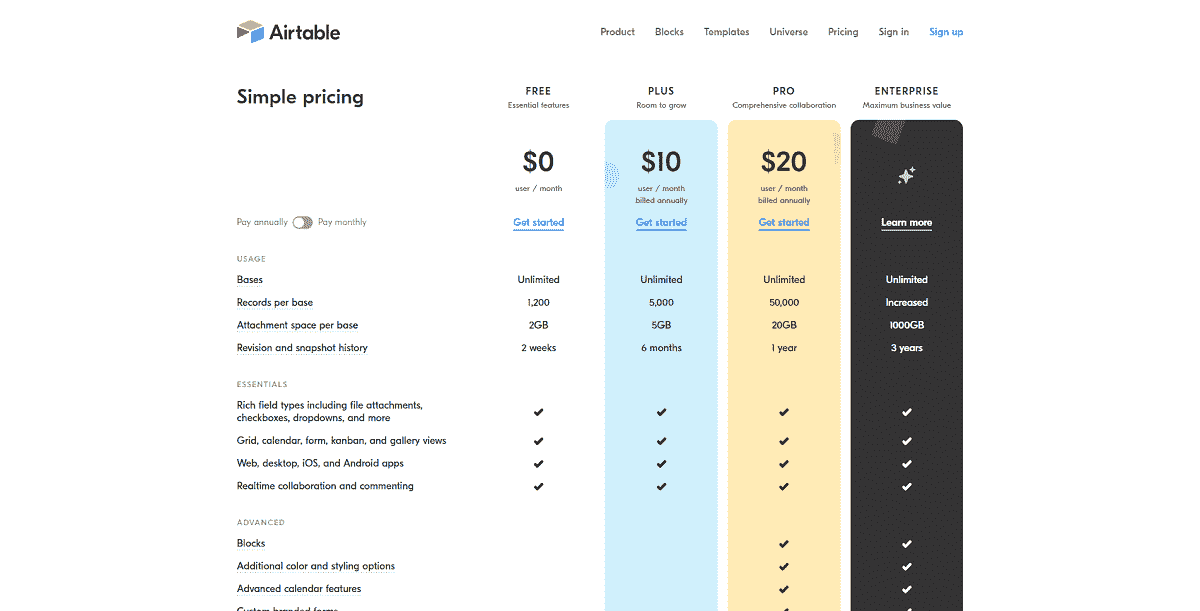 Airtable
Product Blocks Templates Universe Pricing Sign in Sign up
Simple pricing
FREE PLUS PRO ENTERPRISE
Essential features Room to grow Comprehensive collaboration Maximum business value
$0 $10 $20
user / month user / month user / month
billed annually billed annually
Pay annually Pay monthly Get started Get started Get started Learn more
USAGE
Bases Unlimited Unlimited Unlimited Unlimited
Records per base 1,200 5,000 50,000 Increased
Attachment space per base 2GB 5GB 20GB 1000GB
Revision and snapshot history 2 weeks 6 months 1 year 3 years
ESSENTIALS
Rich field types including file attachments,
checkboxes, dropdowns, and more
Grid, calendar, form, kanban, and gallery views
Web, desktop, iOS, and Android apps
Realtime collaboration and commenting
ADVANCED
Blocks
Additional color and styling options
Advanced calendar features
Custom branded forms